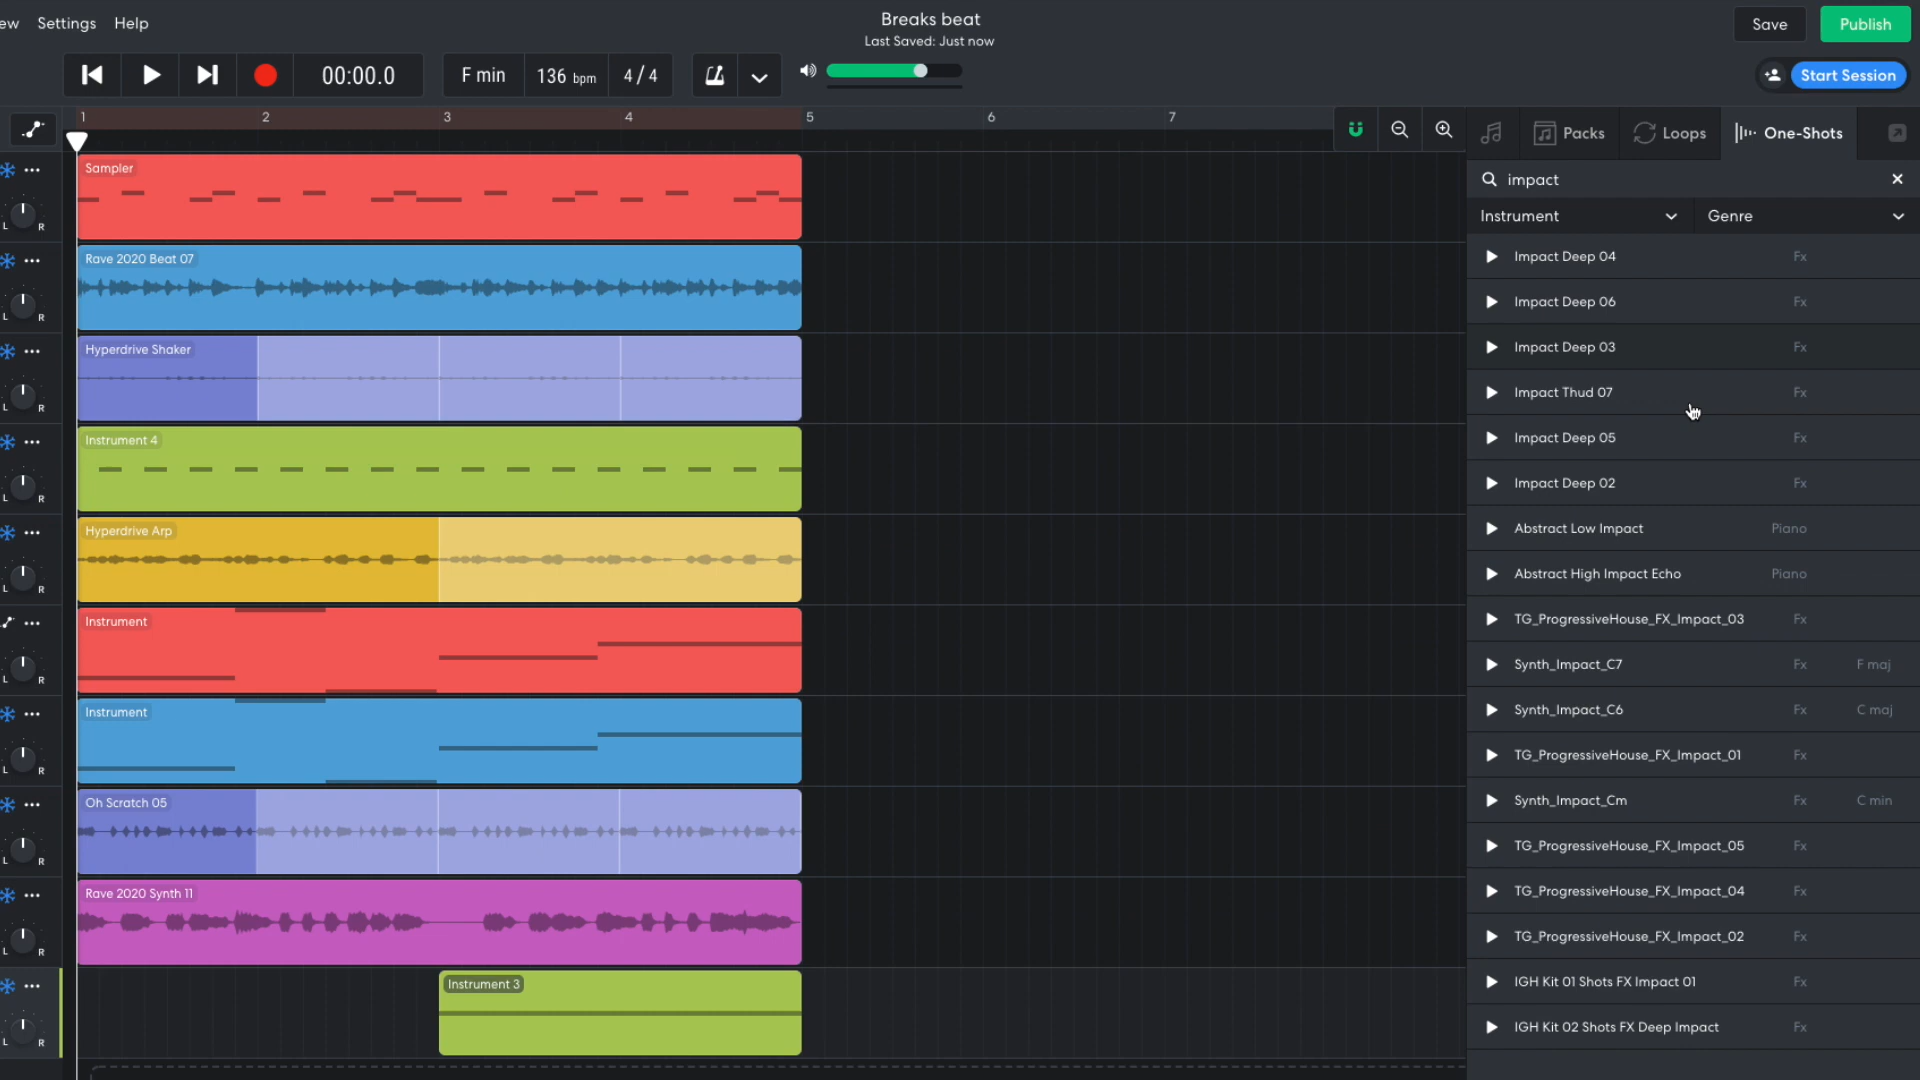 ew Settings Help
Breaks beat
Last Saved: Just now
Save
Publish
00:00.0
F min
136 bpm
4 / 4
Start Session
1 2 3 4 5 6 7
Packs
Loops
One-Shots
impact
Instrument
Genre
Sampler
L R
Rave 2020 Beat 07
L R
Hyperdrive Shaker
L R
Instrument 4
L R
Hyperdrive Arp
L R
Instrument
L R
Instrument
L R
Oh Scratch 05
L R
Rave 2020 Synth 11
L R
Instrument 3
L R
Impact Deep 04 Fx
Impact Deep 06 Fx
Impact Deep 03 Fx
Impact Thud 07 Fx
Impact Deep 05 Fx
Impact Deep 02 Fx
Abstract Low Impact Piano
Abstract High Impact Echo Piano
TG_ProgressiveHouse_FX_Impact_03 Fx
Synth_Impact_C7 Fx F maj
Synth_Impact_C6 Fx C maj
TG_ProgressiveHouse_FX_Impact_01 Fx
Synth_Impact_Cm Fx C min
TG_ProgressiveHouse_FX_Impact_05 Fx
TG_ProgressiveHouse_FX_Impact_04 Fx
TG_ProgressiveHouse_FX_Impact_02 Fx
IGH Kit 01 Shots FX Impact 01 Fx
IGH Kit 02 Shots FX Deep Impact Fx